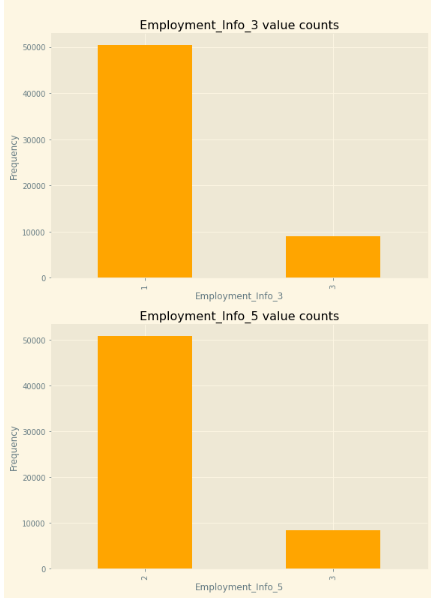 Employment_Info_3 value counts
50000
40000
30000
20000
10000
0
Frequency
1
3
Employment_Info_3
Employment_Info_5 value counts
50000
40000
30000
20000
10000
0
Frequency
2
3
Employment_Info_5